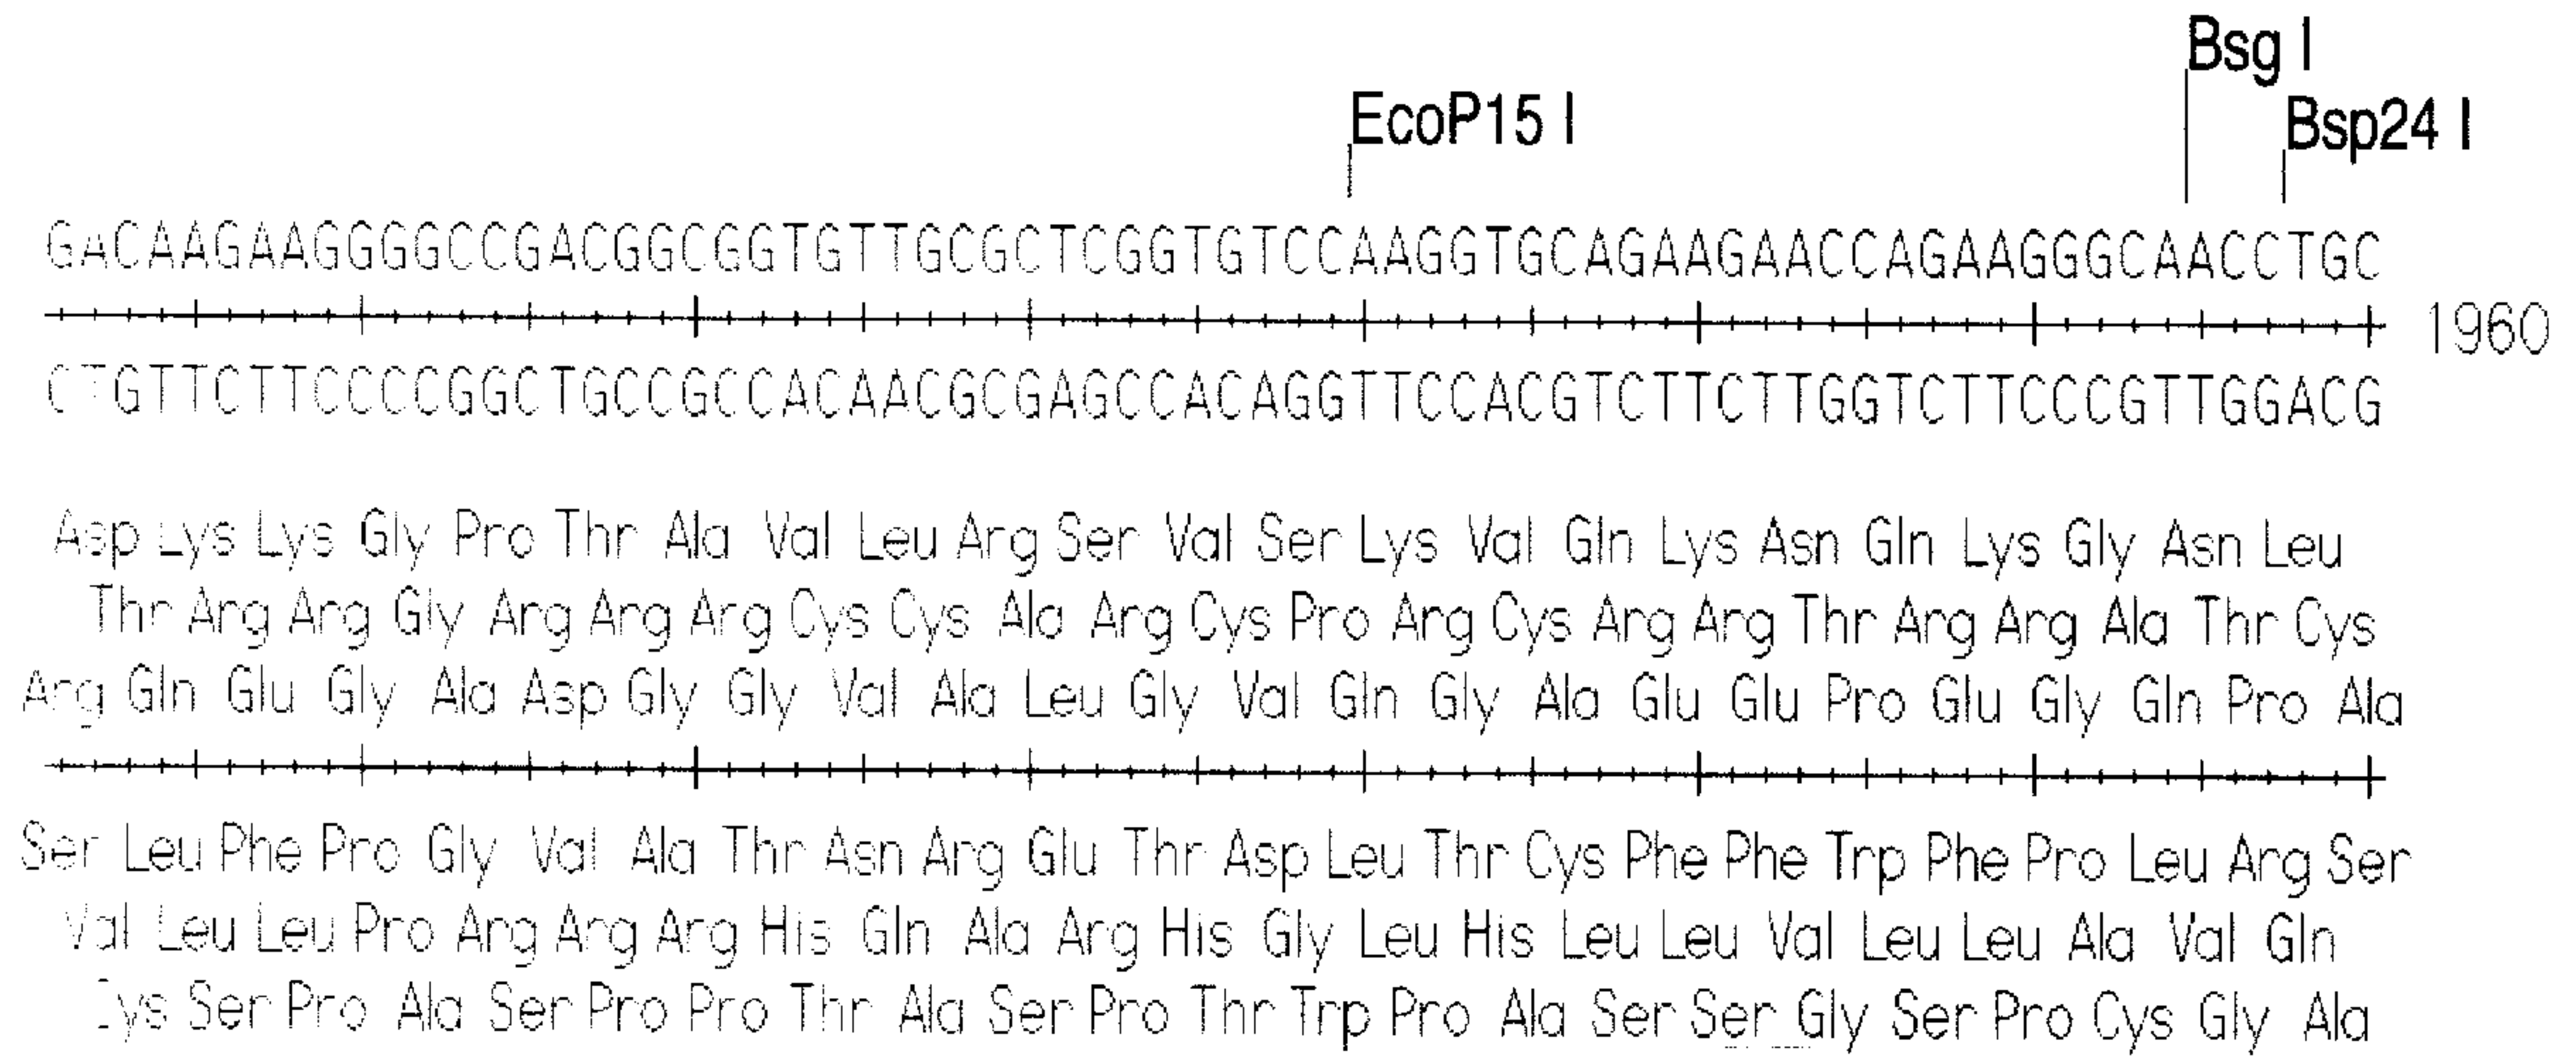 Bsg I
EcoP15 I
Bsp24 I
GACAAGAAGGGGCCGACGGCGGTGTTGCGCTCGGTGTCCAAGGTGCAGAAGAACCAGAAGGGCAACCTGC
1960
CTGTTCTTCCCCGGCTGCCGCCACAACGCGAGCCACAGGTTCCACGTCTTCTTGGTCTTCCCGTTGGACG
Asp Lys Lys Gly Pro Thr Ala Val Leu Arg Ser Val Ser Lys Val Gln Lys Asn Gln Lys Gly Asn Leu
Thr Arg Arg Gly Arg Arg Arg Cys Cys Ala Arg Cys Pro Arg Cys Arg Arg Thr Arg Arg Ala Thr Cys
Arg Gln Glu Gly Ala Asp Gly Gly Val Ala Leu Gly Val Gln Gly Ala Glu Glu Pro Glu Gly Gln Pro Ala
Ser Leu Phe Pro Gly Val Ala Thr Asn Arg Glu Thr Asp Leu Thr Cys Phe Phe Trp Phe Pro Leu Arg Ser
Val Leu Leu Pro Arg Arg Arg His Gln Ala Arg His Gly Leu His Leu Leu Val Leu Leu Ala Val Gln
Cys Ser Pro Ala Ser Pro Pro Thr Ala Ser Pro Thr Trp Pro Ala Ser Ser Gly Ser Pro Cys Gly Ala